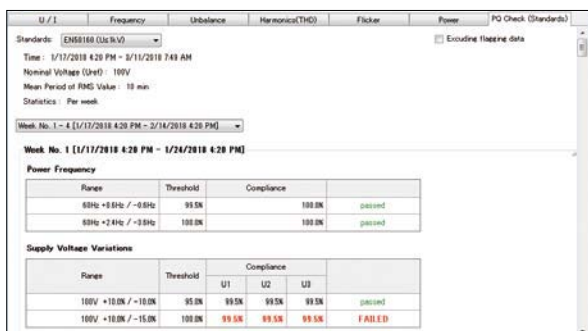 U / I Frequency Unbalance Harmonics(THD) Flicker Power PQ Check (Standards)
Standards: EN50160 (U≤1kV) Excuding flagging data
Time : 1/17/2018 4:20 PM - 3/11/2018 7:49 AM
Nominal Voltage (Uref) : 100V
Mean Period of RMS Value : 10 min
Statistics : Per week
Week No. 1 - 4 [1/17/2018 4:20 PM - 2/14/2018 4:20 PM]
Week No. 1 [1/17/2018 4:20 PM - 1/24/2018 4:20 PM]
Power Frequency
Range Threshold Compliance
60Hz +0.6Hz / -0.6Hz 99.5% 100.0% passed
60Hz +2.4Hz / -3.6Hz 100.0% 100.0% passed
Supply Voltage Variations
Range Threshold Compliance
U1 U2 U3
100V +10.0% / -10.0% 95.0% 99.5% 99.5% 99.5% passed
100V +10.0% / -15.0% 100.0% 99.5% 99.5% 99.5% FAILED